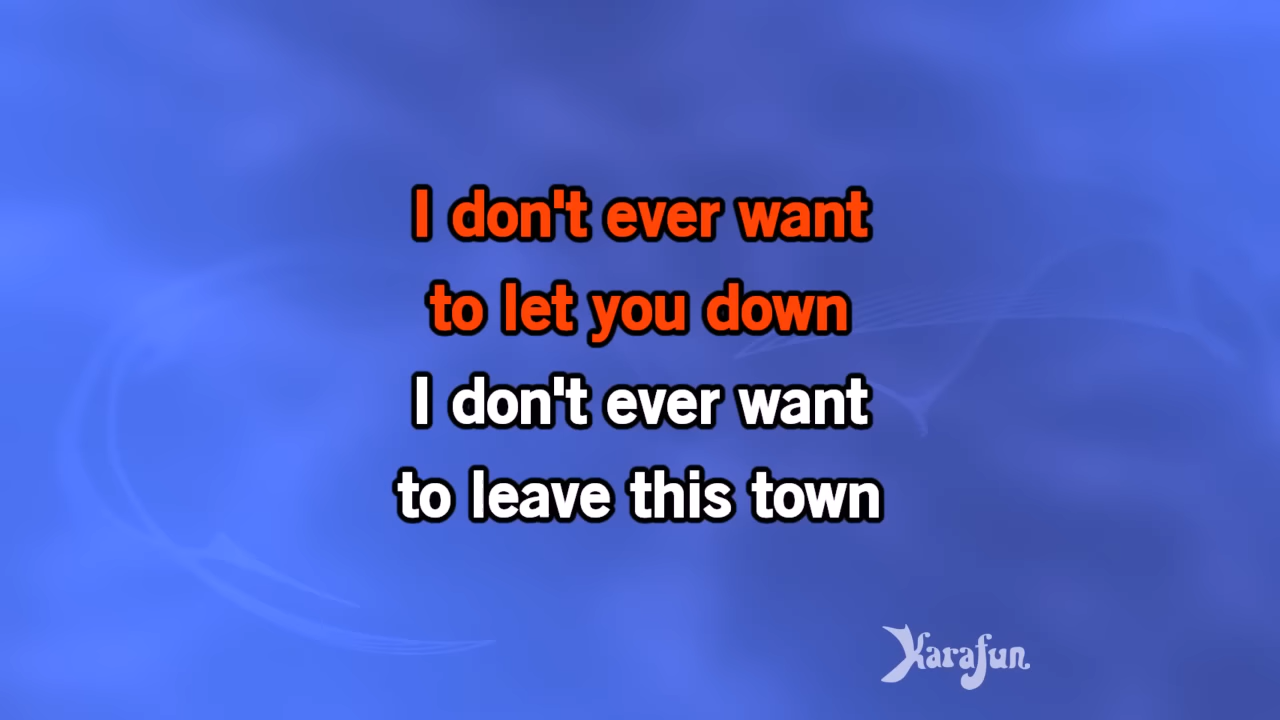 I don't ever want
to let you down
I don't ever want
to leave this town
Karafun